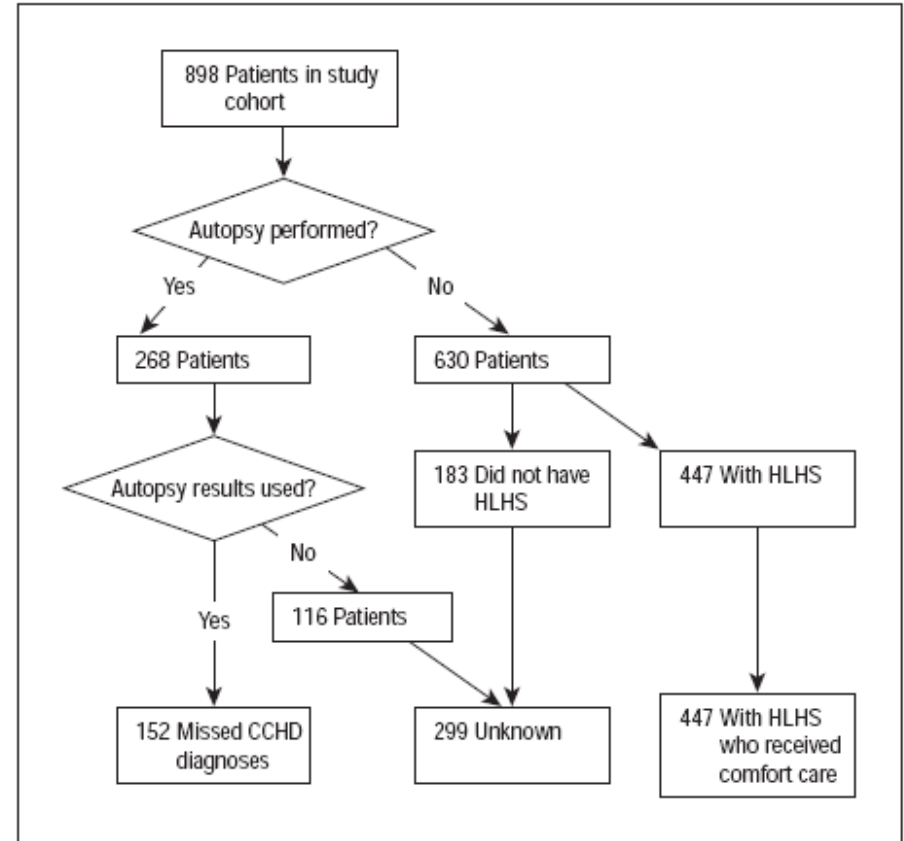 898 Patients in study
cohort
Autopsy performed?
Yes
No
268 Patients
630 Patients
Autopsy results used?
183 Did not have
HLHS
447 With HLHS
No
Yes
116 Patients
152 Missed CCHD
diagnoses
299 Unknown
447 With HLHS
who received
comfort care